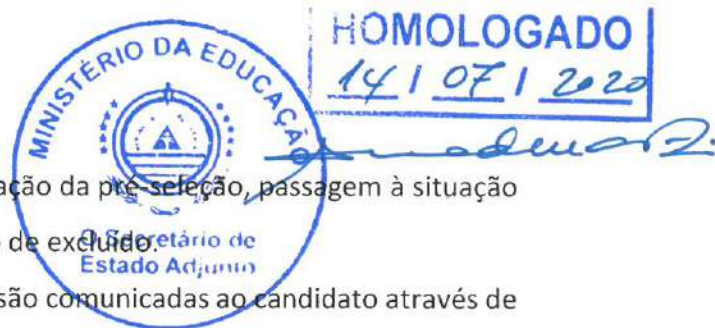 HOMOLOGADO
14 / 07 / 2020
MINISTÉRIO DA EDUCAÇÃO
ação da pré-seleção, passagem à situação
de excluído.
O Secretário de
Estado Adjunto
são comunicadas ao candidato através de